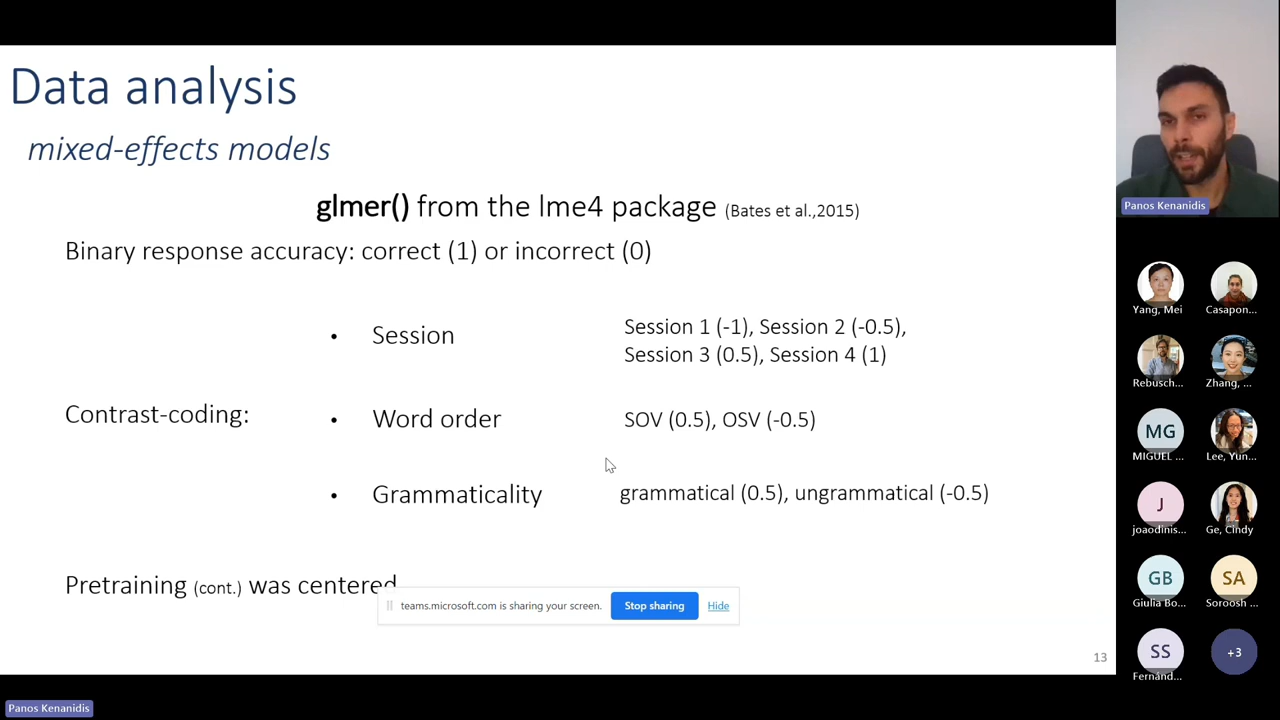 Data analysis
mixed-effects models
glmer() from the lme4 package (Bates et al.,2015)
Binary response accuracy: correct (1) or incorrect (0)
• Session
Session 1 (-1), Session 2 (-0.5),
Session 3 (0.5), Session 4 (1)
Contrast-coding:
• Word order
SOV (0.5), OSV (-0.5)
• Grammaticality
grammatical (0.5), ungrammatical (-0.5)
Pretraining (cont.) was centered
teams.microsoft.com is sharing your screen.
Stop sharing
Hide
13
Panos Kenanidis
Panos Kenanidis
Yang, Mei
Casapon...
Rebusch...
Zhang, ...
MG
MIGUEL ...
Lee, Yun...
J
joaodinis...
Ge, Cindy
GB
Giulia Bo...
SA
Soroosh ...
SS
Fernánd...
+3